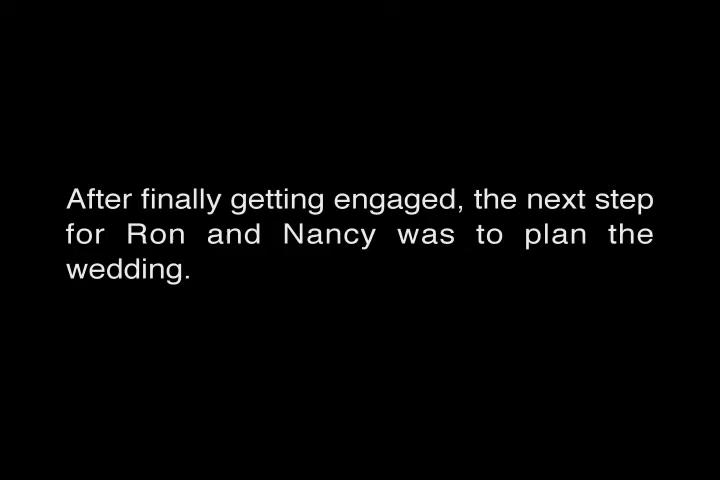 After finally getting engaged, the next step
for Ron and Nancy was to plan the
wedding.